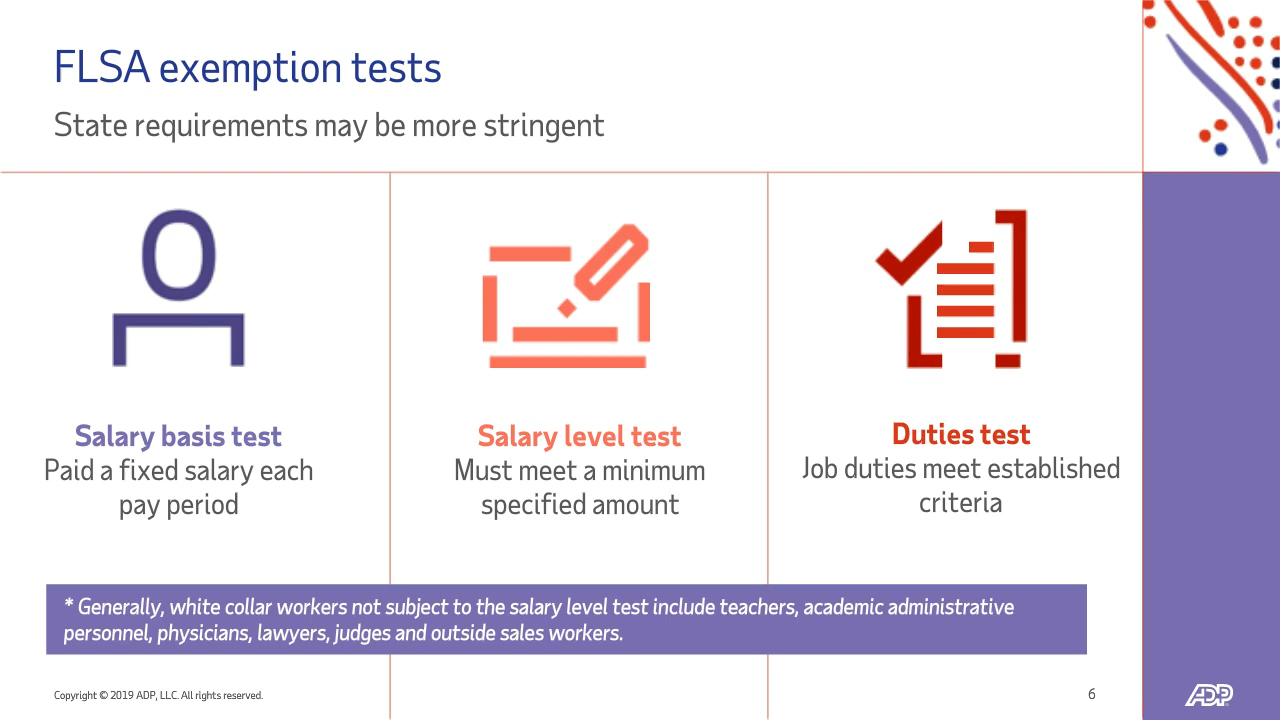 FLSA exemption tests
State requirements may be more stringent
Salary basis test
Paid a fixed salary each
pay period
Salary level test
Must meet a minimum
specified amount
Duties test
Job duties meet established
criteria
* Generally, white collar workers not subject to the salary level test include teachers, academic administrative
personnel, physicians, lawyers, judges and outside sales workers.
Copyright © 2019 ADP, LLC. All rights reserved.
6
ADP